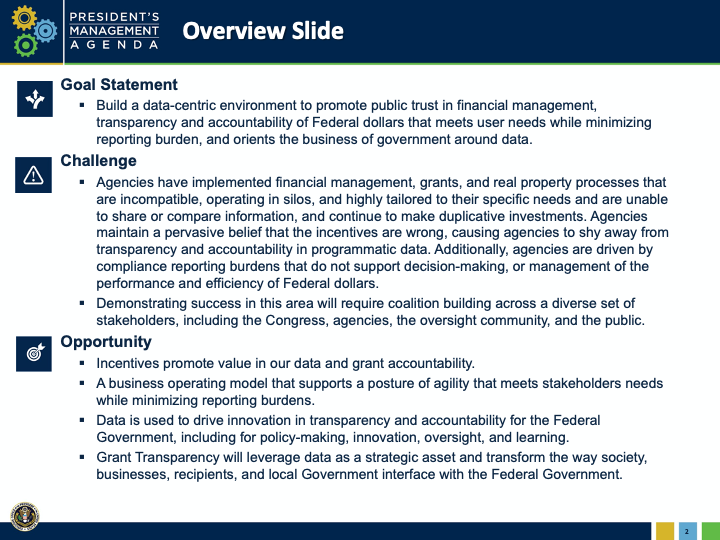 PRESIDENT'S
MANAGEMENT
AGENDA
Overview Slide
Goal Statement
▪ Build a data-centric environment to promote public trust in financial management,
transparency and accountability of Federal dollars that meets user needs while minimizing
reporting burden, and orients the business of government around data.
Challenge
▪ Agencies have implemented financial management, grants, and real property processes that
are incompatible, operating in silos, and highly tailored to their specific needs and are unable
to share or compare information, and continue to make duplicative investments. Agencies
maintain a pervasive belief that the incentives are wrong, causing agencies to shy away from
transparency and accountability in programmatic data. Additionally, agencies are driven by
compliance reporting burdens that do not support decision-making, or management of the
performance and efficiency of Federal dollars.
▪ Demonstrating success in this area will require coalition building across a diverse set of
stakeholders, including the Congress, agencies, the oversight community, and the public.
Opportunity
▪ Incentives promote value in our data and grant accountability.
▪ A business operating model that supports a posture of agility that meets stakeholders needs
while minimizing reporting burdens.
▪ Data is used to drive innovation in transparency and accountability for the Federal
Government, including for policy-making, innovation, oversight, and learning.
▪ Grant Transparency will leverage data as a strategic asset and transform the way society,
businesses, recipients, and local Government interface with the Federal Government.
2